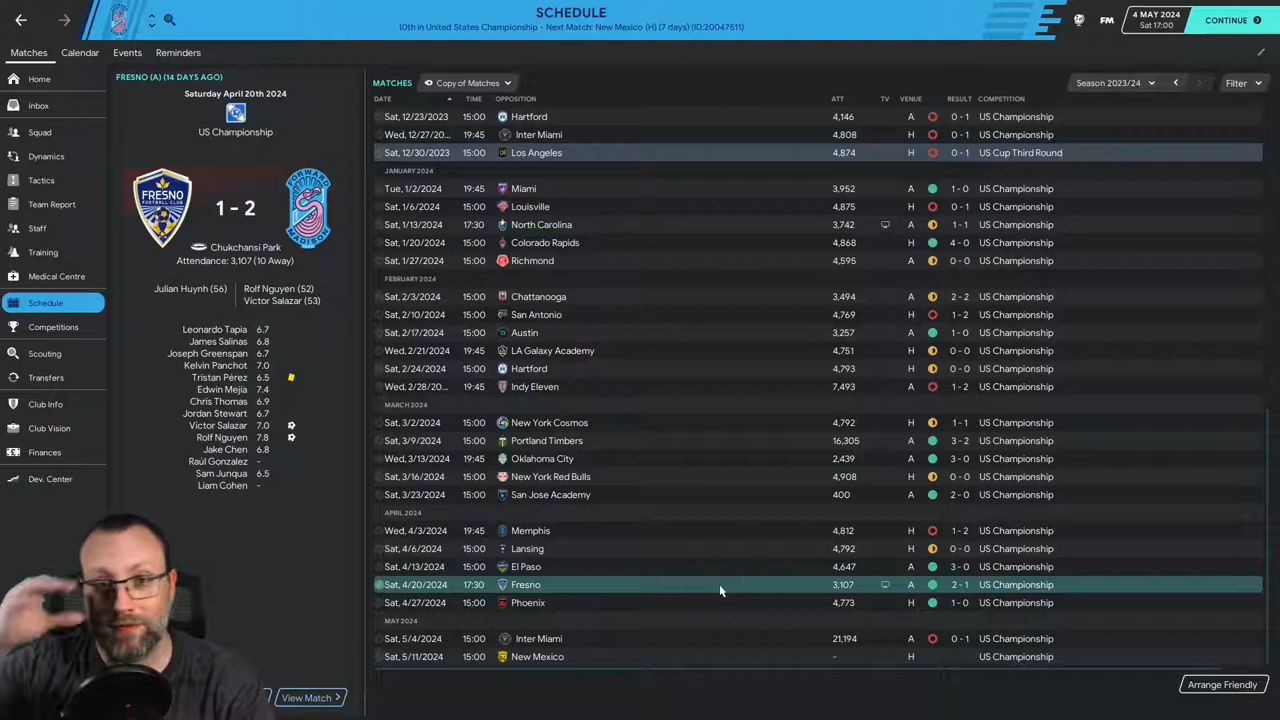 SCHEDULE
10th in United States Championship - Next Match: New Mexico (H) (7 days) (ID:20047511)
FM
4 MAY 2024
Sat 17:00
CONTINUE
Matches
Calendar
Events
Reminders
Home
Inbox
Squad
Dynamics
Tactics
Team Report
Staff
Training
Medical Centre
Schedule
Competitions
Scouting
Transfers
Club Info
Club Vision
Finances
Dev. Center
FRESNO (A) (14 DAYS AGO)
Saturday April 20th 2024
US Championship
FRESNO
FOOTBALL CLUB
1 - 2
FORWARD
MADISON
Chukchansi Park
Attendance: 3,107 (10 Away)
Julian Huynh (56)
Rolf Nguyen (52)
Víctor Salazar (53)
Leonardo Tapia 6.7
James Salinas 6.8
Joseph Greenspan 6.7
Kelvin Panchot 7.0
Tristan Pérez 6.5
Edwin Mejía 7.4
Chris Thomas 6.9
Jordan Stewart 6.7
Víctor Salazar 7.0
Rolf Nguyen 7.8
Jake Chen 6.8
Raúl Gonzalez -
Sam Junqua 6.5
Liam Cohen -
View Match
MATCHES
Copy of Matches
Season 2023/24
Filter
DATE TIME OPPOSITION ATT TV VENUE RESULT COMPETITION
Sat, 12/23/2023 15:00 Hartford 4,146 A 0 - 1 US Championship
Wed, 12/27/20... 19:45 Inter Miami 4,808 H 0 - 1 US Championship
Sat, 12/30/2023 15:00 Los Angeles 4,874 H 0 - 1 US Cup Third Round
JANUARY 2024
Tue, 1/2/2024 19:45 Miami 3,952 A 1 - 0 US Championship
Sat, 1/6/2024 15:00 Louisville 4,875 H 0 - 1 US Championship
Sat, 1/13/2024 17:30 North Carolina 3,742 A 1 - 1 US Championship
Sat, 1/20/2024 15:00 Colorado Rapids 4,868 H 4 - 0 US Championship
Sat, 1/27/2024 15:00 Richmond 4,595 H 0 - 0 US Championship
FEBRUARY 2024
Sat, 2/3/2024 15:00 Chattanooga 3,494 A 2 - 2 US Championship
Sat, 2/10/2024 15:00 San Antonio 4,769 H 1 - 2 US Championship
Sat, 2/17/2024 15:00 Austin 3,257 A 1 - 0 US Championship
Wed, 2/21/2024 19:45 LA Galaxy Academy 4,751 H 0 - 0 US Championship
Sat, 2/24/2024 15:00 Hartford 4,793 H 0 - 0 US Championship
Wed, 2/28/20... 19:45 Indy Eleven 7,493 A 1 - 2 US Championship
MARCH 2024
Sat, 3/2/2024 15:00 New York Cosmos 4,792 H 1 - 1 US Championship
Sat, 3/9/2024 15:00 Portland Timbers 16,305 A 3 - 2 US Championship
Wed, 3/13/2024 19:45 Oklahoma City 2,439 A 3 - 0 US Championship
Sat, 3/16/2024 15:00 New York Red Bulls 4,908 H 0 - 0 US Championship
Sat, 3/23/2024 15:00 San Jose Academy 400 A 2 - 0 US Championship
APRIL 2024
Wed, 4/3/2024 19:45 Memphis 4,812 H 1 - 2 US Championship
Sat, 4/6/2024 15:00 Lansing 4,792 H 0 - 0 US Championship
Sat, 4/13/2024 15:00 El Paso 4,647 A 3 - 0 US Championship
Sat, 4/20/2024 17:30 Fresno 3,107 A 2 - 1 US Championship
Sat, 4/27/2024 15:00 Phoenix 4,773 H 1 - 0 US Championship
MAY 2024
Sat, 5/4/2024 15:00 Inter Miami 21,194 A 0 - 1 US Championship
Sat, 5/11/2024 15:00 New Mexico - H US Championship
Arrange Friendly